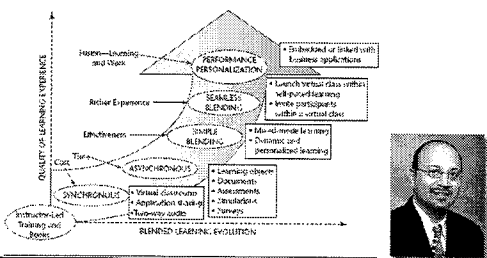 QUALITY OF LEARNING EXPERIENCE
Fusion—Learning
and Work
PERFORMANCE
PERSONALIZATION
• Embedded or linked with
business applications
Richer Experience
SEAMLESS
BLENDING
• Launch virtual class within
self-paced learning
• Invite participants
within a virtual class
Effectiveness
SIMPLE
BLENDING
• Mixed-mode learning
• Dynamic and
personalized learning
Time
Cost
ASYNCHRONOUS
• Learning objects
• Documents
• Assessments
• Simulations
• Surveys
SYNCHRONOUS
• Virtual classroom
• Application sharing
• Two-way audio
Instructor-Led
Training and
Books
BLENDED LEARNING EVOLUTION